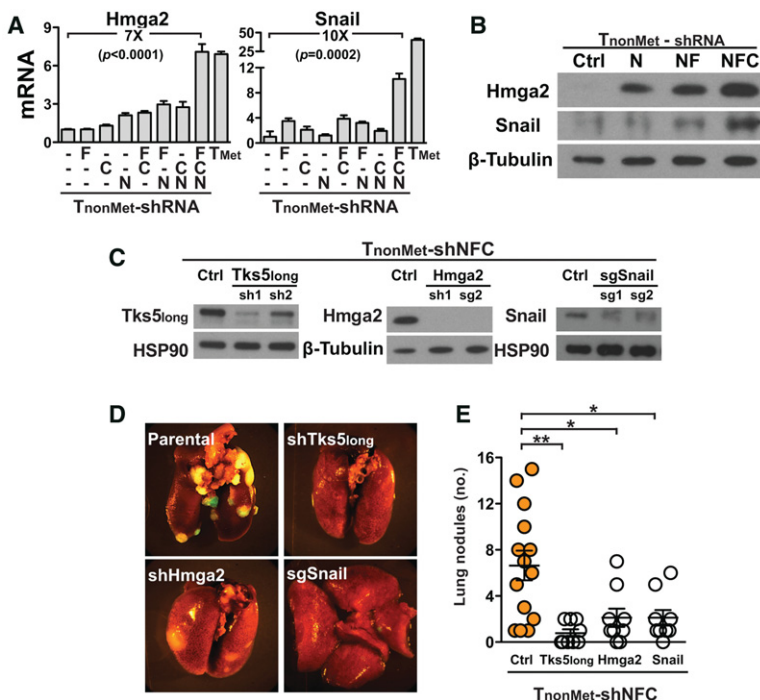 A
mRNA
Hmga2
7X
(p<0.0001)
9
6
3
0
- F - - F F - F TMet
- - C - C - C C
- - - N - N N N
TnonMet-shRNA
Snail
10X
(p=0.0002)
50
25
12
8
4
0
- F - - F F - F TMet
- - C - C - C C
- - - N - N N N
TnonMet-shRNA
B
TnonMet - shRNA
Ctrl N NF NFC
Hmga2
Snail
β-Tubulin
C
TnonMet-shNFC
Ctrl Tks5long
sh1 sh2
Tks5long
HSP90
Ctrl Hmga2
sh1 sg2
Hmga2
β-Tubulin
Ctrl sgSnail
sg1 sg2
Snail
HSP90
D
Parental
shTks5long
shHmga2
sgSnail
E
*
*
**
Lung nodules (no.)
16
12
8
4
0
Ctrl Tks5long Hmga2 Snail
TnonMet-shNFC